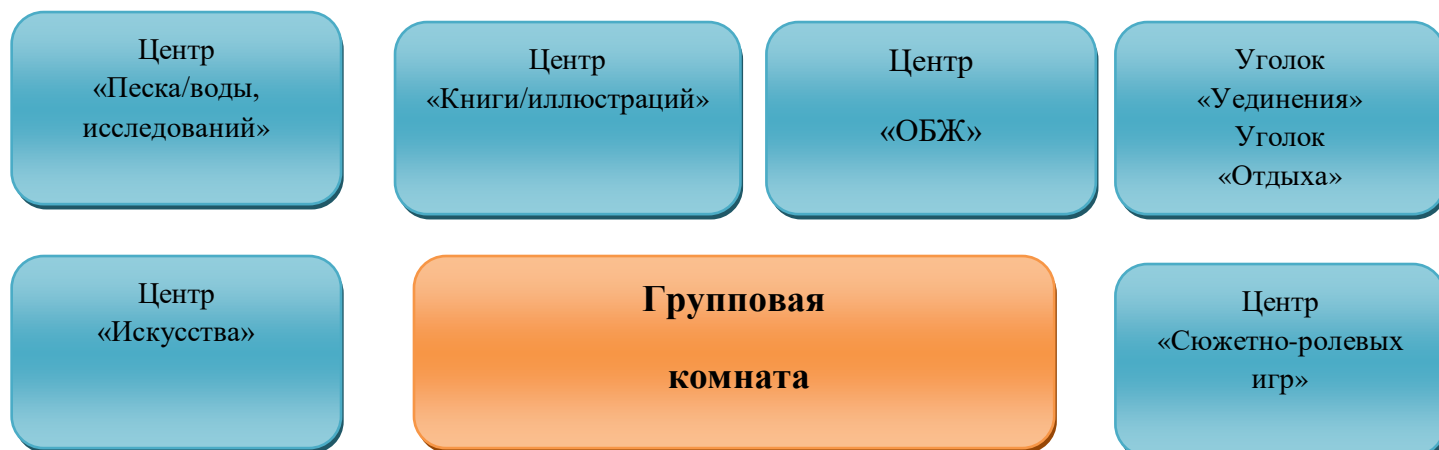 Центр
«Песка/воды,
исследований»
Центр
«Книги/иллюстраций»
Центр
«ОБЖ»
Уголок
«Уединения»
Уголок
«Отдыха»
Центр
«Искусства»
Групповая
комната
Центр
«Сюжетно-ролевых
игр»